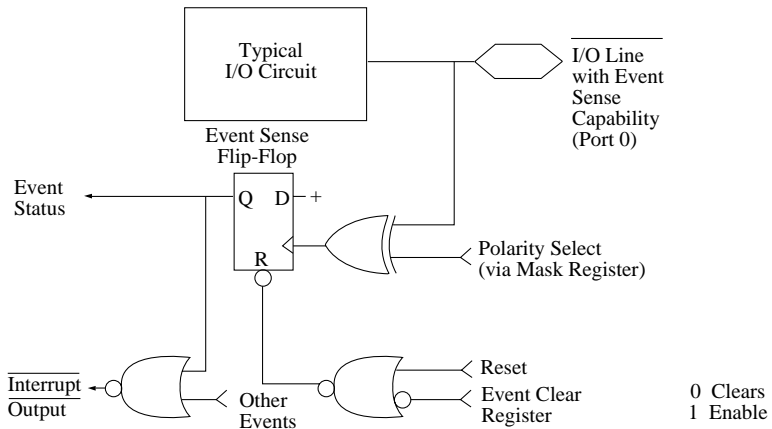 Typical
I/O Circuit
I/O Line
with Event
Sense
Capability
(Port 0)
Event Sense
Flip-Flop
Event
Status
Q
D
+
R
Polarity Select
(via Mask Register)
Interrupt
Output
Other
Events
Reset
Event Clear
Register
0 Clears
1 Enable